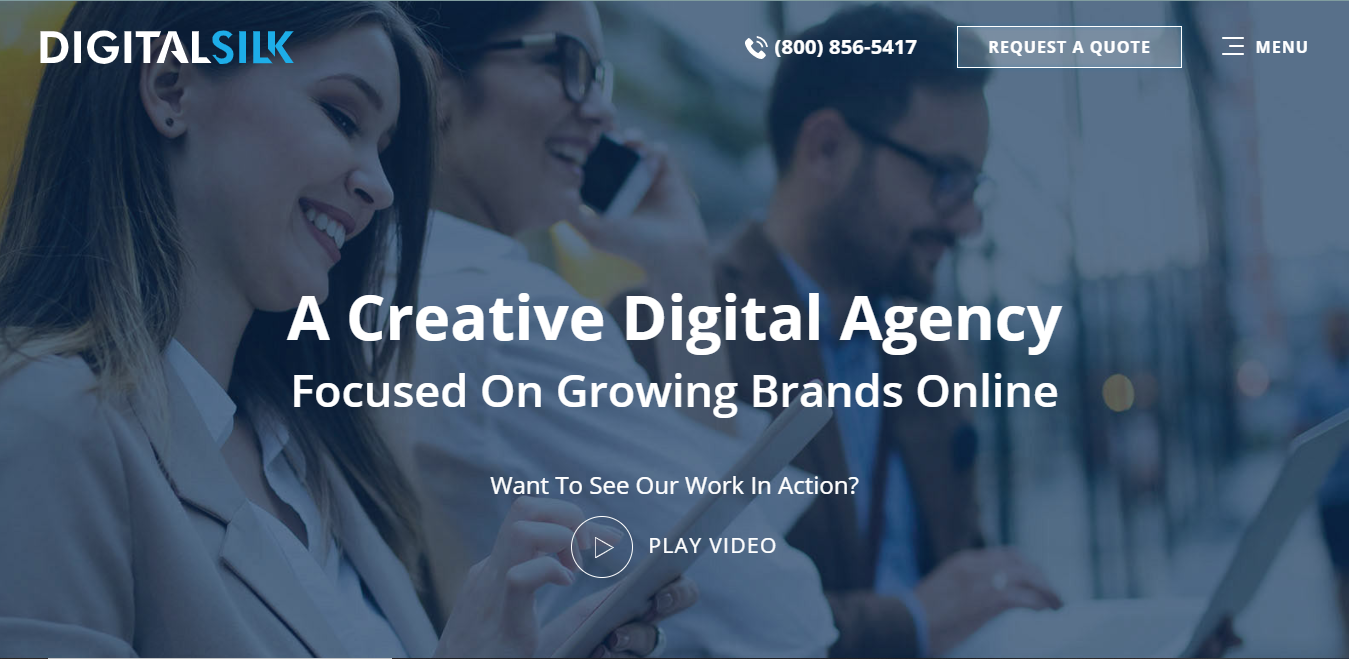 DIGITALSILK
(800) 856-5417
REQUEST A QUOTE
MENU
A Creative Digital Agency
Focused On Growing Brands Online
Want To See Our Work In Action?
PLAY VIDEO